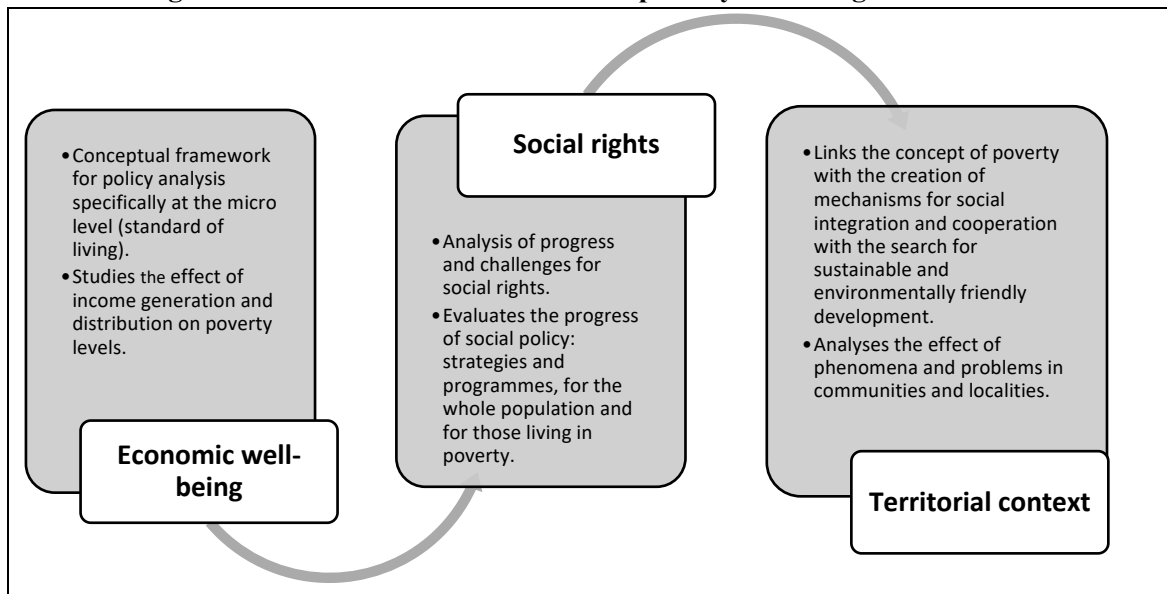 •Conceptual framework
for policy analysis
specifically at the micro
level (standard of
living).
•Studies the effect of
income generation and
distribution on poverty
levels.
Economic well-
being
Social rights
•Analysis of progress
and challenges for
social rights.
•Evaluates the progress
of social policy:
strategies and
programmes, for the
whole population and
for those living in
poverty.
•Links the concept of poverty
with the creation of
mechanisms for social
integration and cooperation
with the search for
sustainable and
environmentally friendly
development.
•Analyses the effect of
phenomena and problems in
communities and localities.
Territorial context